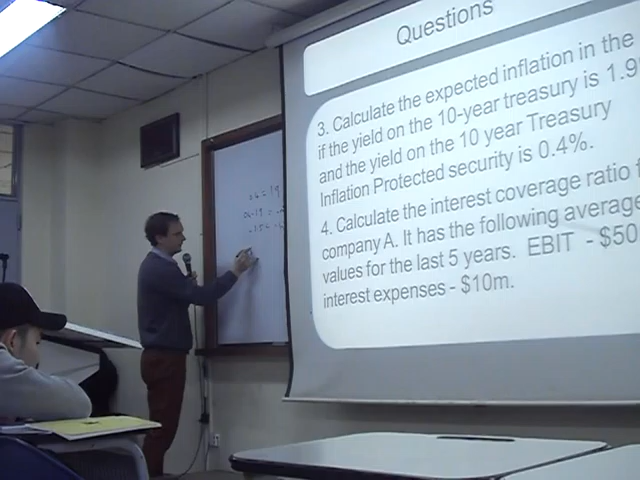 Questions
3. Calculate the expected inflation in the
if the yield on the 10-year treasury is 1.9
and the yield on the 10 year Treasury
Inflation Protected security is 0.4%.
4. Calculate the interest coverage ratio
company A. It has the following average
values for the last 5 years. EBIT - $50
interest expenses - $10m.